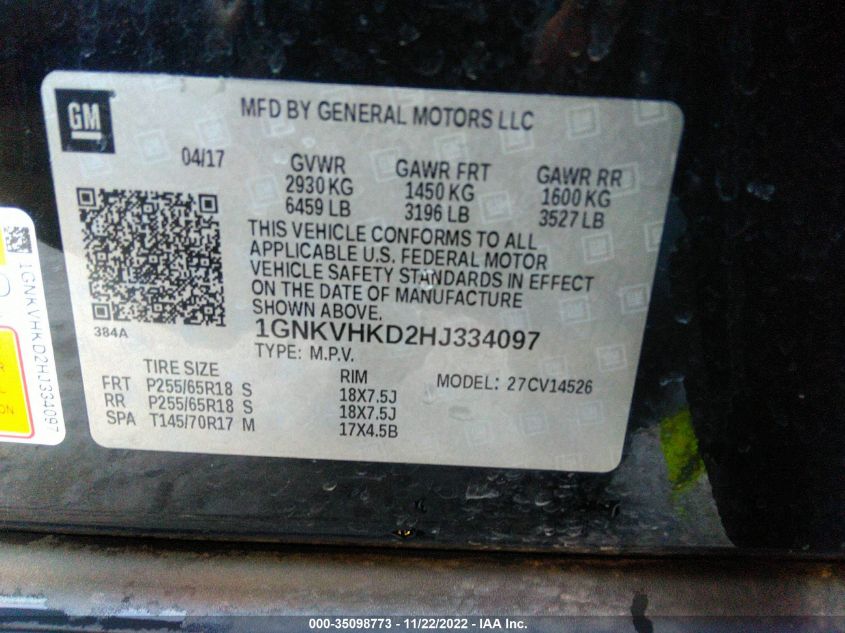 GM
MFD BY GENERAL MOTORS LLC
04/17 GVWR GAWR FRT GAWR RR
2930 KG 1450 KG 1600 KG
6459 LB 3196 LB 3527 LB
THIS VEHICLE CONFORMS TO ALL
APPLICABLE U.S. FEDERAL MOTOR
VEHICLE SAFETY STANDARDS IN EFFECT
ON THE DATE OF MANUFACTURE
SHOWN ABOVE.
384A
1GNKVHKD2HJ334097
TYPE: M.P.V.
TIRE SIZE RIM MODEL: 27CV14526
FRT P255/65R18 S 18X7.5J
RR P255/65R18 S 18X7.5J
SPA T145/70R17 M 17X4.5B
1GNKVHKD2HJ334097
000-35098773 - 11/22/2022 - IAA Inc.